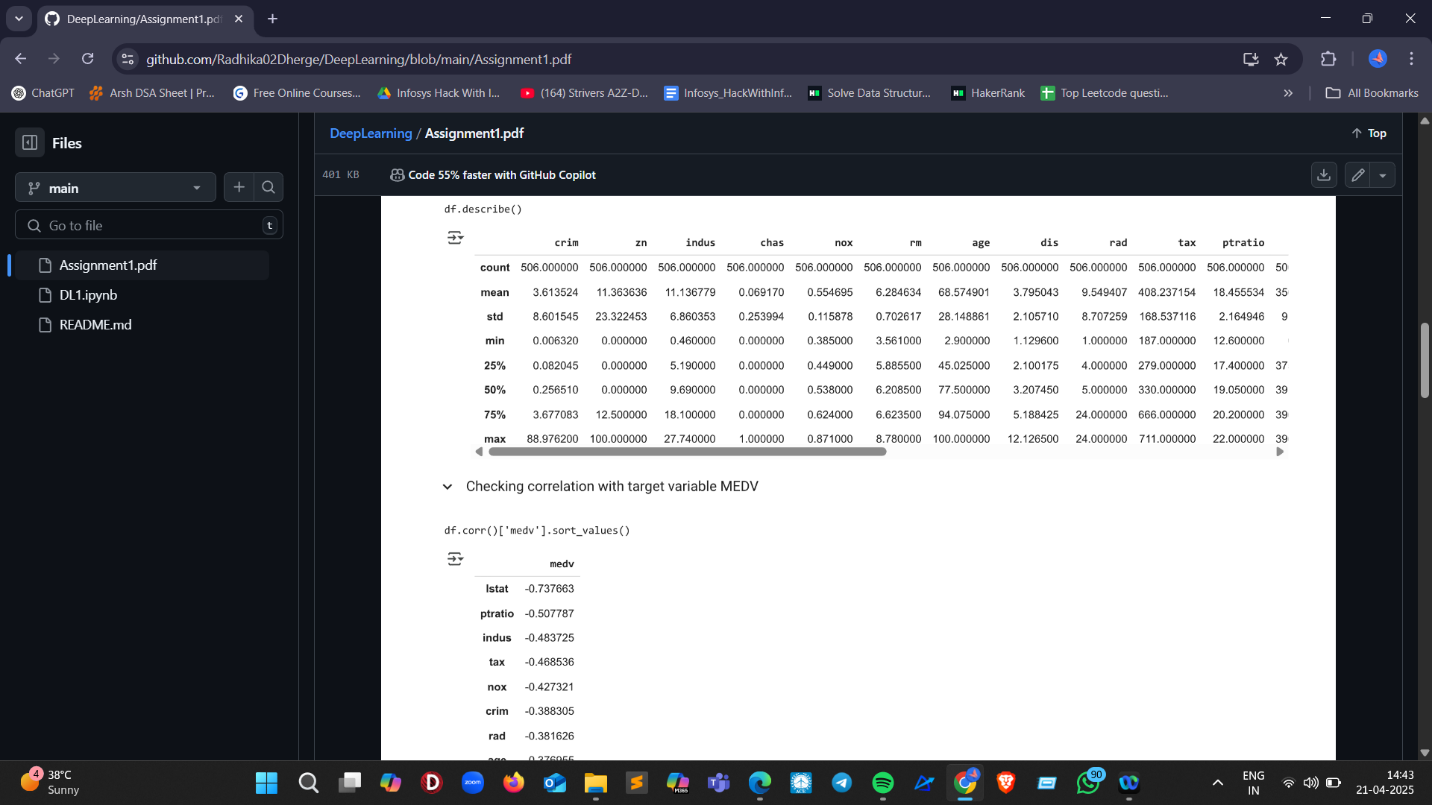 DeepLearning/Assignment1.pdf
github.com/Radhika02Dherge/DeepLearning/blob/main/Assignment1.pdf
ChatGPT Arsh DSA Sheet | Pr... Free Online Courses... Infosys Hack With I... (164) Strivers A2Z-D... Infosys_HackWithInf... Solve Data Structur... HakerRank Top Leetcode questi... » All Bookmarks
Files
main
Go to file t
Assignment1.pdf
DL1.ipynb
README.md
DeepLearning / Assignment1.pdf Top
401 KB Code 55% faster with GitHub Copilot
df.describe()
crim zn indus chas nox rm age dis rad tax ptratio
count 506.000000 506.000000 506.000000 506.000000 506.000000 506.000000 506.000000 506.000000 506.000000 506.000000 506.000000 50
mean 3.613524 11.363636 11.136779 0.069170 0.554695 6.284634 68.574901 3.795043 9.549407 408.237154 18.455534 35
std 8.601545 23.322453 6.860353 0.253994 0.115878 0.702617 28.148861 2.105710 8.707259 168.537116 2.164946 9
min 0.006320 0.000000 0.460000 0.000000 0.385000 3.561000 2.900000 1.129600 1.000000 187.000000 12.600000
25% 0.082045 0.000000 5.190000 0.000000 0.449000 5.885500 45.025000 2.100175 4.000000 279.000000 17.400000 37
50% 0.256510 0.000000 9.690000 0.000000 0.538000 6.208500 77.500000 3.207450 5.000000 330.000000 19.050000 39
75% 3.677083 12.500000 18.100000 0.000000 0.624000 6.623500 94.075000 5.188425 24.000000 666.000000 20.200000 39
max 88.976200 100.000000 27.740000 1.000000 0.871000 8.780000 100.000000 12.126500 24.000000 711.000000 22.000000 39
Checking correlation with target variable MEDV
df.corr()['medv'].sort_values()
medv
lstat -0.737663
ptratio -0.507787
indus -0.483725
tax -0.468536
nox -0.427321
crim -0.388305
rad -0.381626
age -0.376955
4
38°C
Sunny
zoom
90
ENG
IN
14:43
21-04-2025